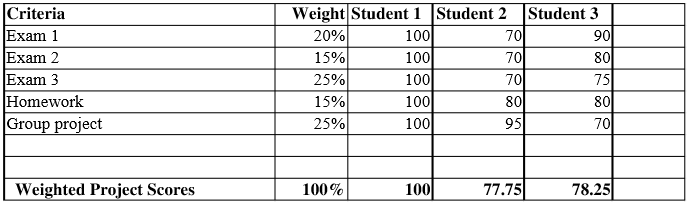 Criteria Weight Student 1 Student 2 Student 3
Exam 1 20% 100 70 90
Exam 2 15% 100 70 80
Exam 3 25% 100 70 75
Homework 15% 100 80 80
Group project 25% 100 95 70
Weighted Project Scores 100% 100 77.75 78.25